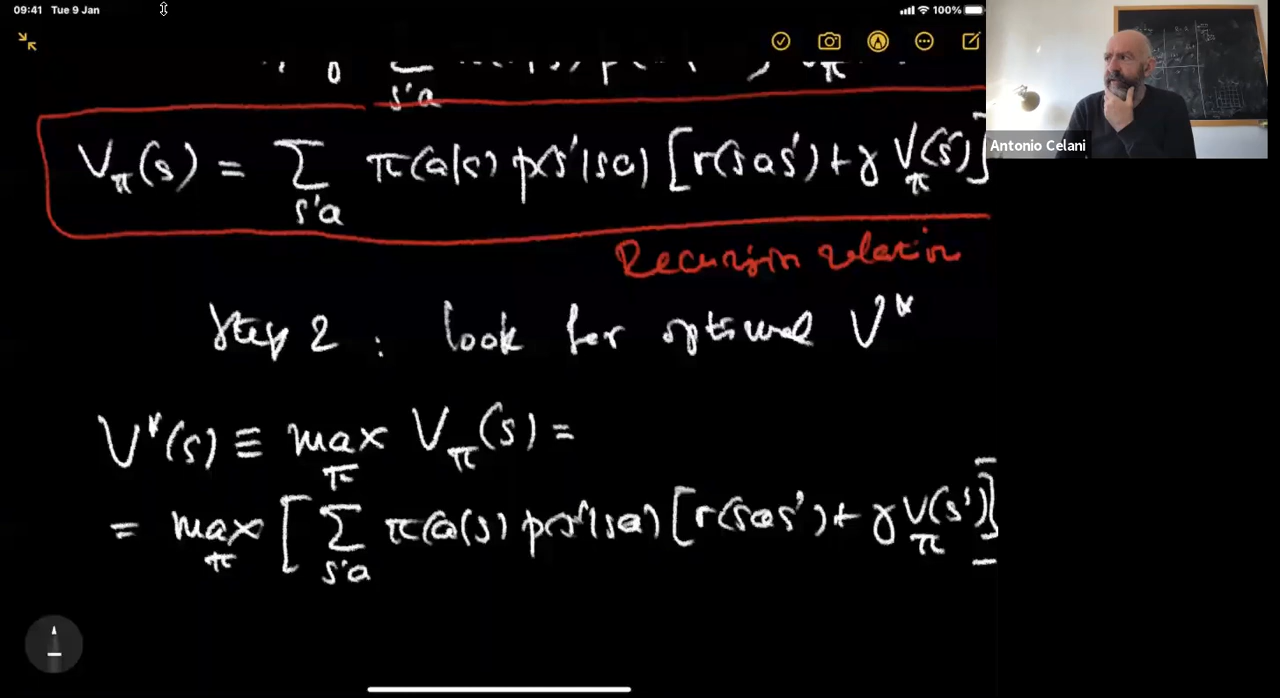 09:41 Tue 9 Jan 100%
s'a π
V_π(s) = Σ_{s'a} π(a|s) p(s'|sa) [r(sas') + γ V_π(s')]
Recursion relation
Step 2 : look for optimal V*
V*(s) ≡ max_π V_π(s) =
= max_π [ Σ_{s'a} π(a|s) p(s'|sa) [r(sas') + γ V_π(s')]]
Antonio Celani